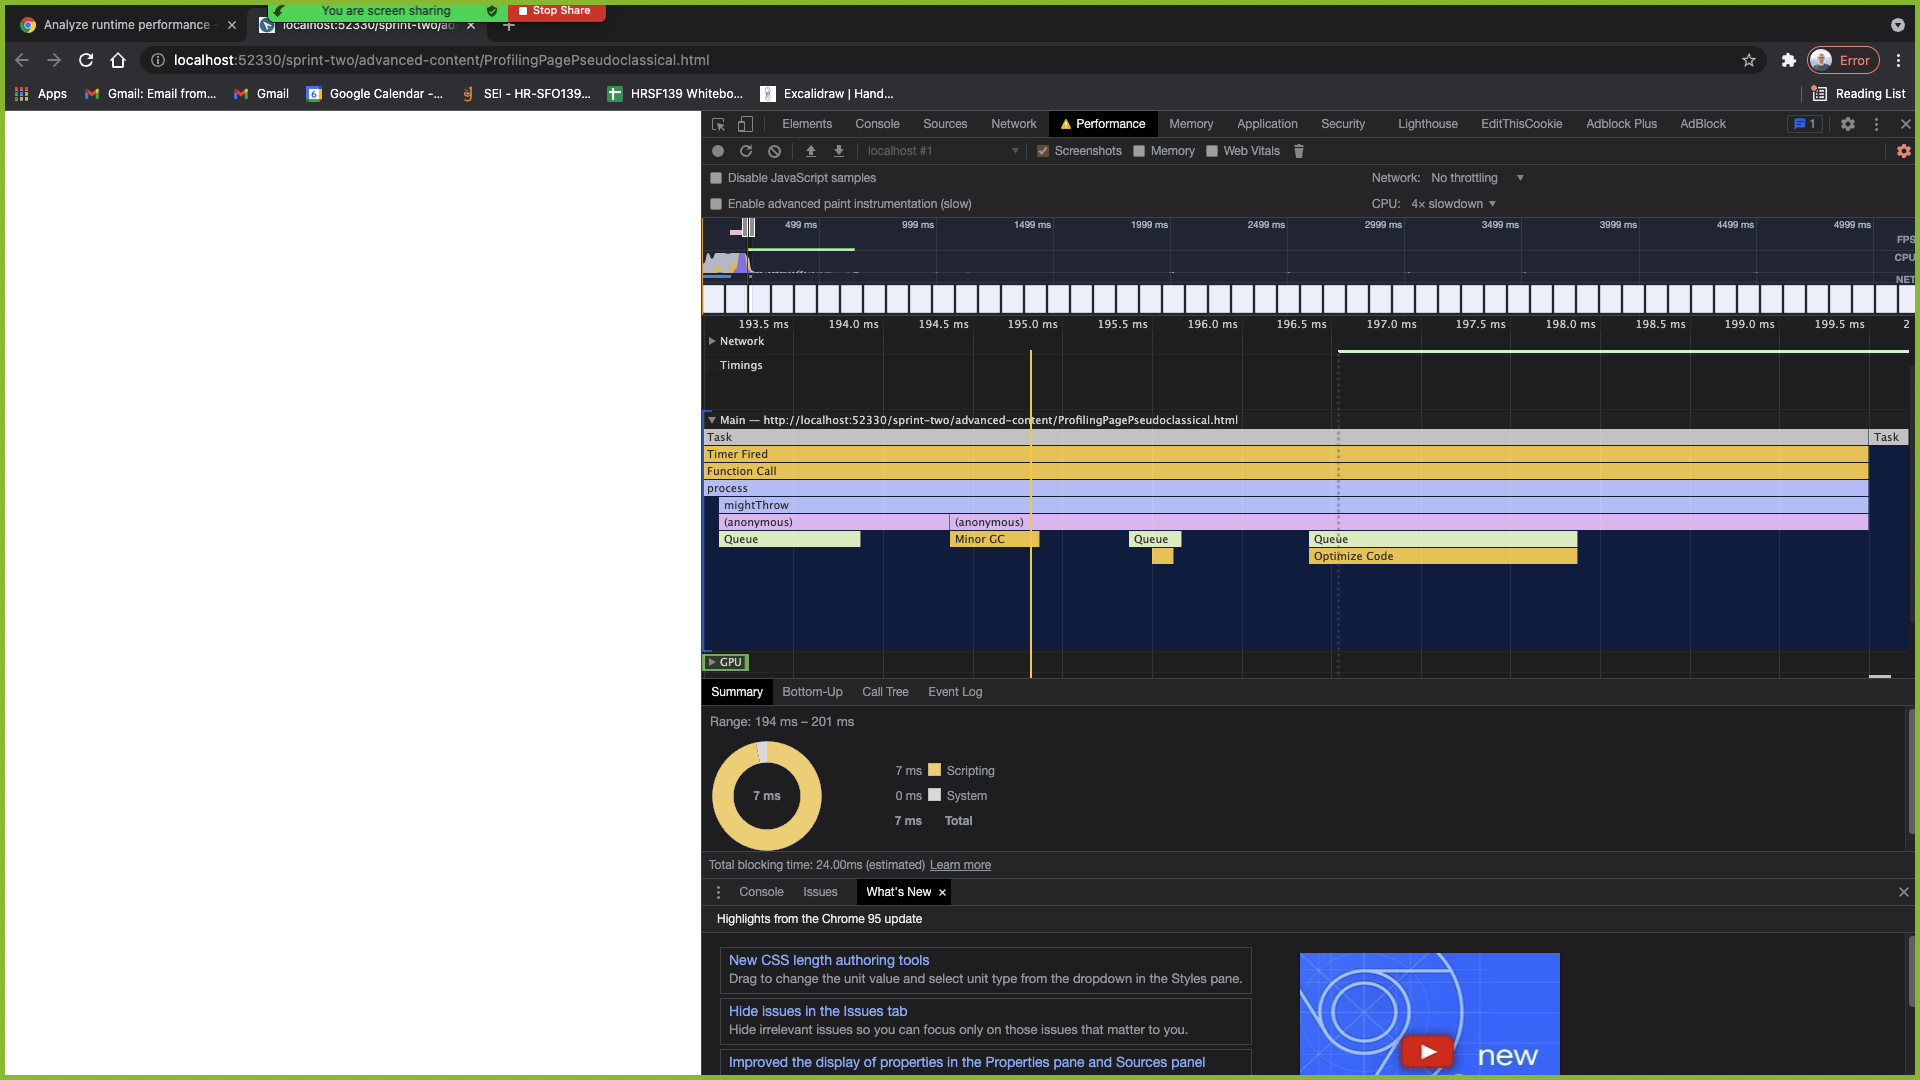 You are screen sharing
Stop Share
Analyze runtime performance
localhost:52330/sprint-two/ad
localhost:52330/sprint-two/advanced-content/ProfilingPagePseudoclassical.html
Error
Apps
Gmail: Email from...
Gmail
6
Google Calendar -...
SEI - HR-SFO139...
HRSF139 Whitebo...
Excalidraw | Hand...
Reading List
Elements
Console
Sources
Network
Performance
Memory
Application
Security
Lighthouse
EditThisCookie
Adblock Plus
AdBlock
1
localhost #1
Screenshots
Memory
Web Vitals
Disable JavaScript samples
Network: No throttling
Enable advanced paint instrumentation (slow)
CPU: 4× slowdown
499 ms
999 ms
1499 ms
1999 ms
2499 ms
2999 ms
3499 ms
3999 ms
4499 ms
4999 ms
FPS
CPU
NET
193.5 ms
194.0 ms
194.5 ms
195.0 ms
195.5 ms
196.0 ms
196.5 ms
197.0 ms
197.5 ms
198.0 ms
198.5 ms
199.0 ms
199.5 ms
2
Network
Timings
Main — http://localhost:52330/sprint-two/advanced-content/ProfilingPagePseudoclassical.html
Task
Task
Timer Fired
Function Call
process
mightThrow
(anonymous)
(anonymous)
Queue
Minor GC
Queue
Queue
Optimize Code
GPU
Summary
Bottom-Up
Call Tree
Event Log
Range: 194 ms – 201 ms
7 ms
7 ms Scripting
0 ms System
7 ms Total
Total blocking time: 24.00ms (estimated) Learn more
Console
Issues
What's New
Highlights from the Chrome 95 update
New CSS length authoring tools
Drag to change the unit value and select unit type from the dropdown in the Styles pane.
Hide issues in the Issues tab
Hide irrelevant issues so you can focus only on those issues that matter to you.
Improved the display of properties in the Properties pane and Sources panel
new